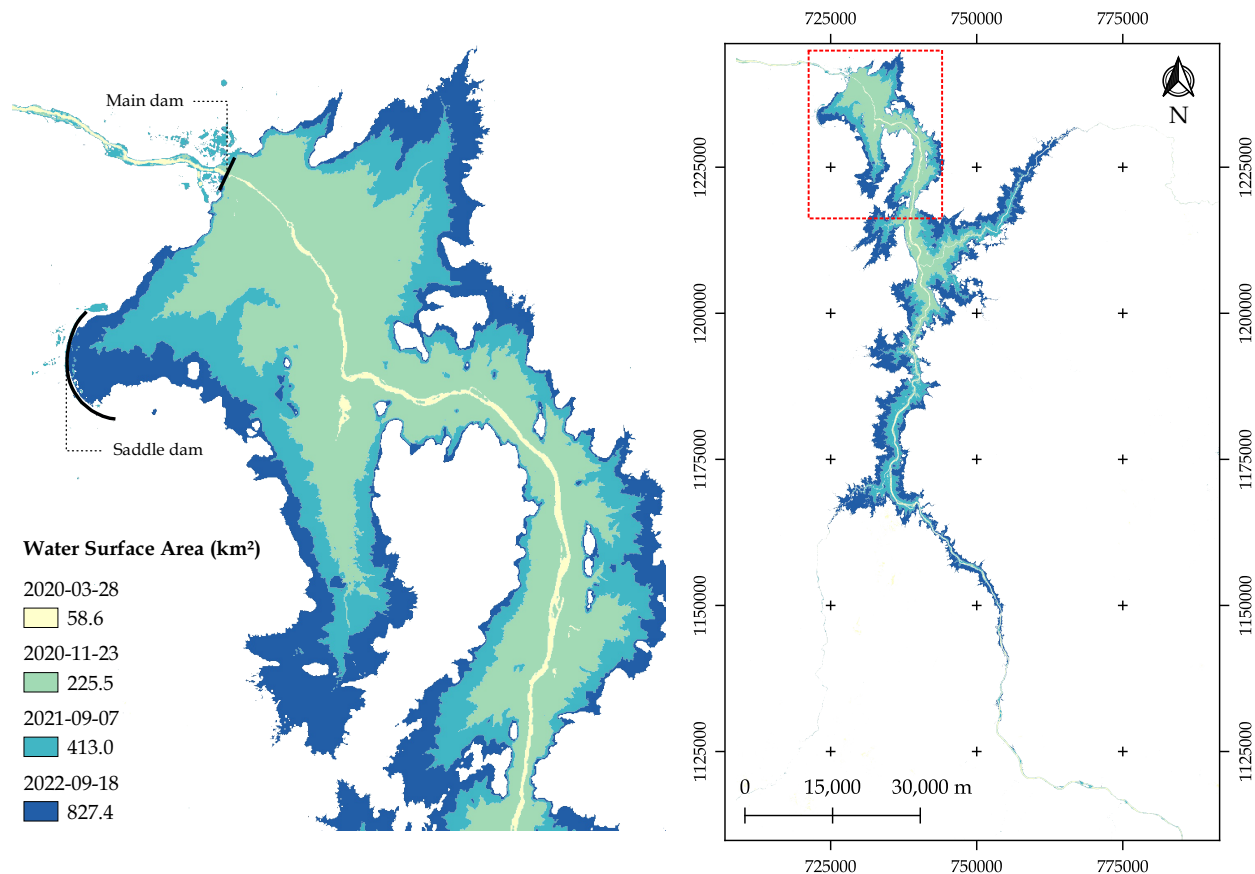 Main dam
Saddle dam
Water Surface Area (km²)
2020-03-28
58.6
2020-11-23
225.5
2021-09-07
413.0
2022-09-18
827.4
725000 750000 775000
N
1225000 1225000
1200000 1200000
1175000 1175000
1150000 1150000
1125000 1125000
0 15,000 30,000 m
725000 750000 775000